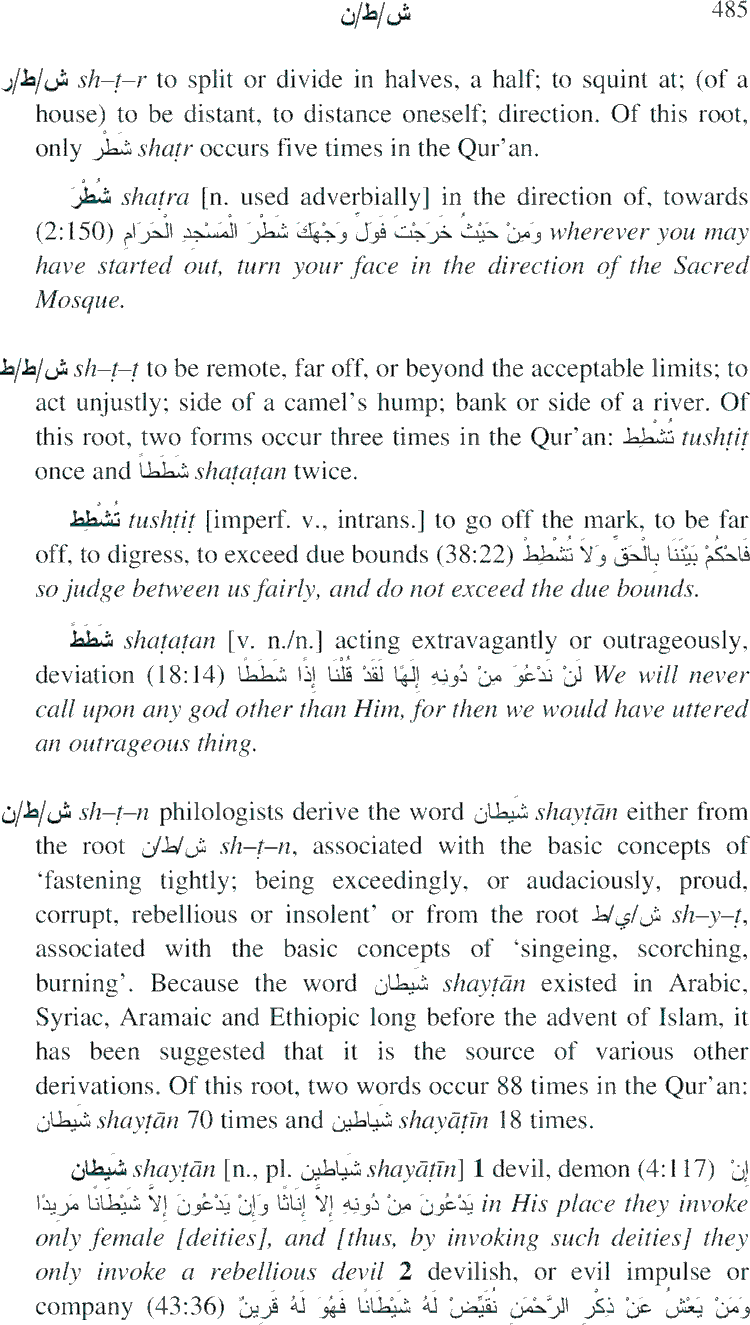 ش/ط/ن 485
ش/ط/ر sh–ṭ–r to split or divide in halves, a half; to squint at; (of a
house) to be distant, to distance oneself; direction. Of this root,
only شَطْر shaṭr occurs five times in the Qur’an.
شَطْرَ shaṭra [n. used adverbially] in the direction of, towards
(2:150) وَمِنْ حَيْثُ خَرَجْتَ فَوَلِّ وَجْهَكَ شَطْرَ الْمَسْجِدِ الْحَرَامِ wherever you may
have started out, turn your face in the direction of the Sacred
Mosque.
ش/ط/ط sh–ṭ–ṭ to be remote, far off, or beyond the acceptable limits; to
act unjustly; side of a camel’s hump; bank or side of a river. Of
this root, two forms occur three times in the Qur’an: تُشْطِط tushṭiṭ
once and شَطَطاً shaṭaṭan twice.
تُشْطِط tushṭiṭ [imperf. v., intrans.] to go off the mark, to be far
off, to digress, to exceed due bounds (38:22) فَاحْكُمْ بَيْنَنَا بِالْحَقِّ وَلاَ تُشْطِطْ
so judge between us fairly, and do not exceed the due bounds.
شَطَطً shaṭaṭan [v. n./n.] acting extravagantly or outrageously,
deviation (18:14) لَنْ نَدْعُوَ مِنْ دُونِهِ إِلَهًا لَقَدْ قُلْنَا إِذًا شَطَطًا We will never
call upon any god other than Him, for then we would have uttered
an outrageous thing.
ش/ط/ن sh–ṭ–n philologists derive the word شَيطان shayṭān either from
the root ش/ط/ن sh–ṭ–n, associated with the basic concepts of
‘fastening tightly; being exceedingly, or audaciously, proud,
corrupt, rebellious or insolent’ or from the root ش/ي/ط sh–y–ṭ,
associated with the basic concepts of ‘singeing, scorching,
burning’. Because the word شَيطان shayṭān existed in Arabic,
Syriac, Aramaic and Ethiopic long before the advent of Islam, it
has been suggested that it is the source of various other
derivations. Of this root, two words occur 88 times in the Qur’an:
شَيطان shayṭān 70 times and شَياطين shayāṭīn 18 times.
شَيطان shayṭān [n., pl. شَياطين shayāṭīn] 1 devil, demon (4:117) إِنْ
يَدْعُونَ مِنْ دُونِهِ إِلاَّ إِنَاثًا وَإِنْ يَدْعُونَ إِلاَّ شَيْطَانًا مَرِيدًا in His place they invoke
only female [deities], and [thus, by invoking such deities] they
only invoke a rebellious devil 2 devilish, or evil impulse or
company (43:36) وَمَنْ يَعْشُ عَنْ ذِكْرِ الرَّحْمَنِ نُقَيِّضْ لَهُ شَيْطَانًا فَهُوَ لَهُ قَرِينٌ